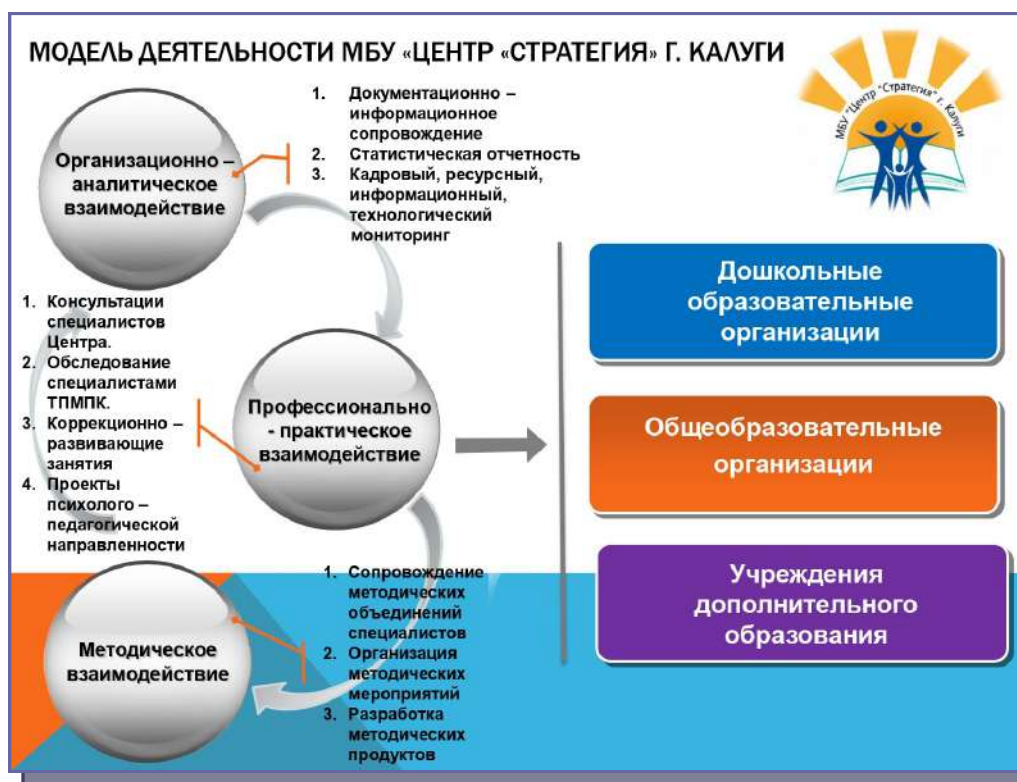 МОДЕЛЬ ДЕЯТЕЛЬНОСТИ МБУ «ЦЕНТР «СТРАТЕГИЯ» Г. КАЛУГИ
МБУ "Центр "Стратегия" г. Калуги
Организационно –
аналитическое
взаимодействие
1. Документационно –
информационное
сопровождение
2. Статистическая отчетность
3. Кадровый, ресурсный,
информационный,
технологический
мониторинг
1. Консультации
специалистов
Центра.
2. Обследование
специалистами
ТПМПК.
3. Коррекционно –
развивающие
занятия
4. Проекты
психолого –
педагогической
направленности
Профессионально
- практическое
взаимодействие
Методическое
взаимодействие
1. Сопровождение
методических
объединений
специалистов
2. Организация
методических
мероприятий
3. Разработка
методических
продуктов
Дошкольные
образовательные
организации
Общеобразовательные
организации
Учреждения
дополнительного
образования